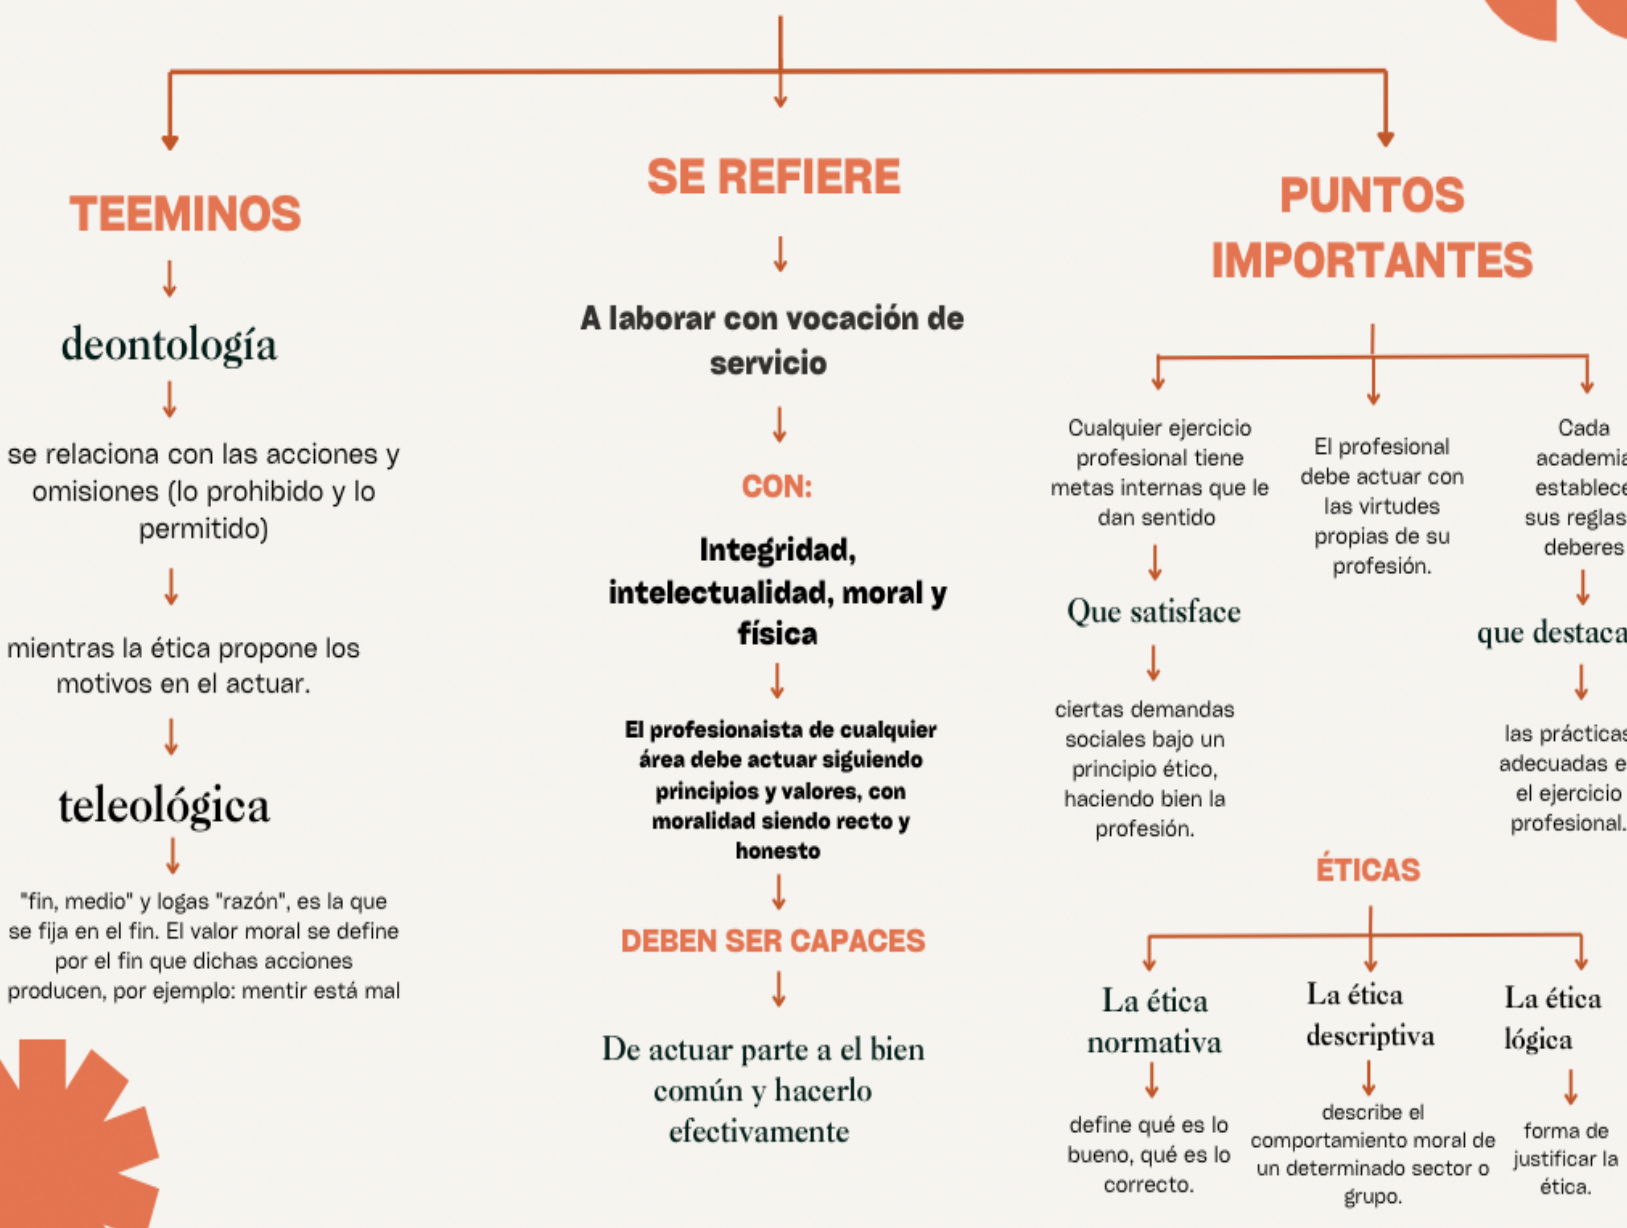 TEEMINOS
deontología
se relaciona con las acciones y
omisiones (lo prohibido y lo
permitido)
mientras la ética propone los
motivos en el actuar.
teleológica
"fin, medio" y logas "razón", es la que
se fija en el fin. El valor moral se define
por el fin que dichas acciones
producen, por ejemplo: mentir está mal
SE REFIERE
A laborar con vocación de
servicio
CON:
Integridad,
intelectualidad, moral y
física
El profesionaista de cualquier
área debe actuar siguiendo
principios y valores, con
moralidad siendo recto y
honesto
DEBEN SER CAPACES
De actuar parte a el bien
común y hacerlo
efectivamente
PUNTOS
IMPORTANTES
Cualquier ejercicio
profesional tiene
metas internas que le
dan sentido
Que satisface
ciertas demandas
sociales bajo un
principio ético,
haciendo bien la
profesión.
El profesional
debe actuar con
las virtudes
propias de su
profesión.
Cada
academia
establece
sus reglas
deberes
que destaca
las prácticas
adecuadas e
el ejercicio
profesional.
ÉTICAS
La ética
normativa
define qué es lo
bueno, qué es lo
correcto.
La ética
descriptiva
describe el
comportamiento moral de
un determinado sector o
grupo.
La ética
lógica
forma de
justificar la
ética.